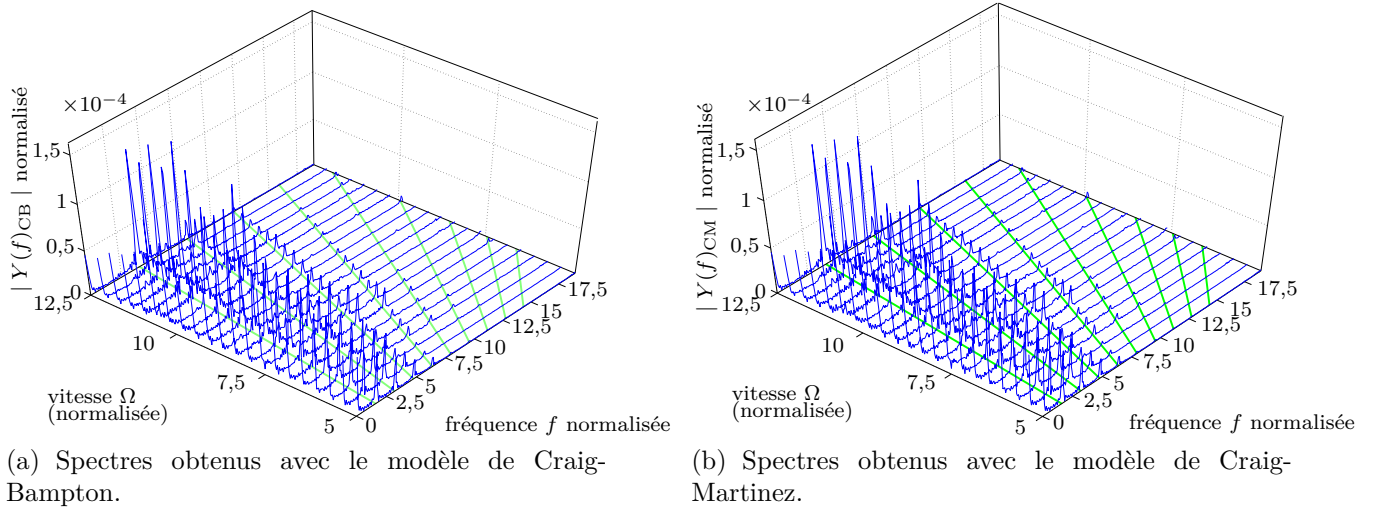 ×10⁻⁴
| Y(f)CB | normalisé
1,5
1
0,5
0
12,5
10
7,5
5
vitesse Ω
(normalisée)
0
2,5
5
7,5
10
12,5
15
17,5
fréquence f normalisée
(a) Spectres obtenus avec le modèle de Craig-
Bampton.
×10⁻⁴
| Y(f)CM | normalisé
1,5
1
0,5
0
12,5
10
7,5
5
vitesse Ω
(normalisée)
0
2,5
5
7,5
10
12,5
15
17,5
fréquence f normalisée
(b) Spectres obtenus avec le modèle de Craig-
Martinez.